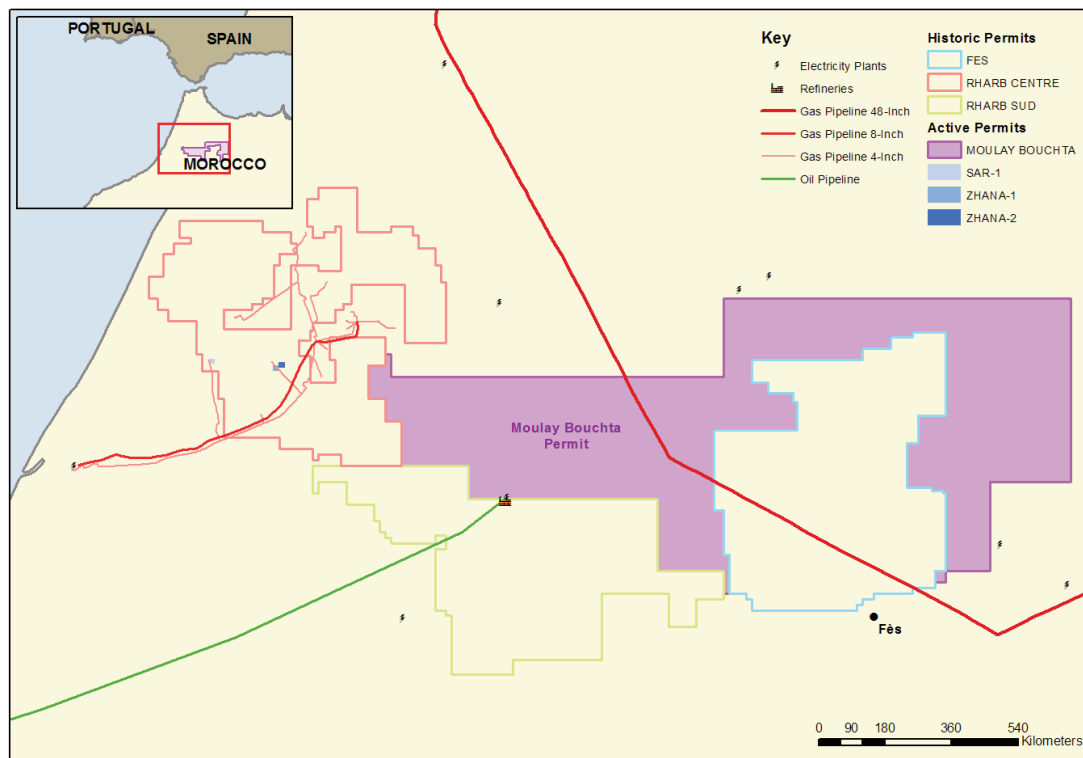 PORTUGAL
SPAIN
MOROCCO
Key
Electricity Plants
Refineries
Gas Pipeline 48-Inch
Gas Pipeline 8-Inch
Gas Pipeline 4-Inch
Oil Pipeline
Historic Permits
FES
RHARB CENTRE
RHARB SUD
Active Permits
MOULAY BOUCHTA
SAR-1
ZHANA-1
ZHANA-2
Moulay Bouchta
Permit
Fès
0 90 180 360 540
Kilometers